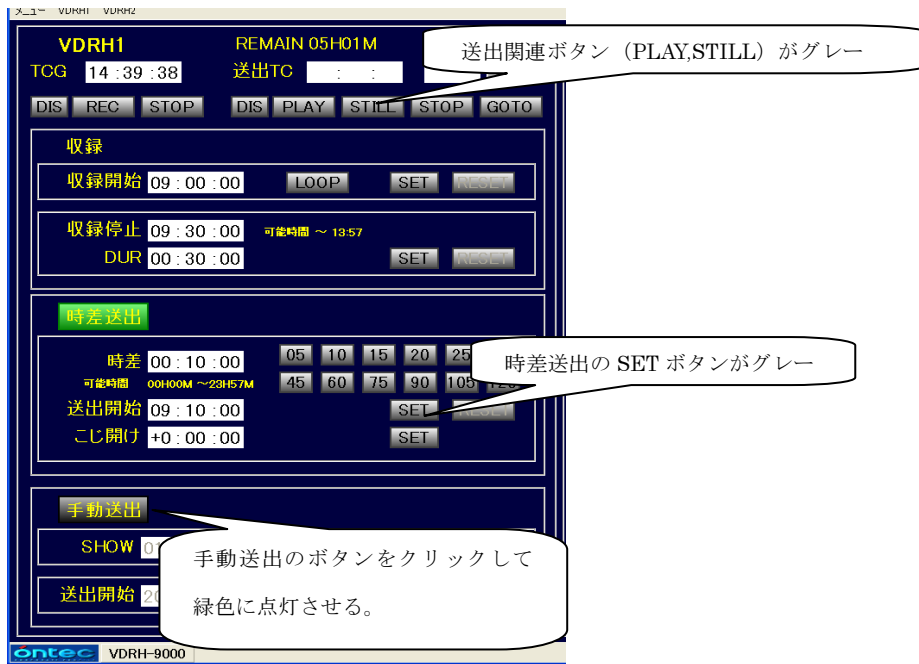 メニュー VDRH1 VDRH2
VDRH1 REMAIN 05H01M
送出関連ボタン（PLAY,STILL）がグレー
TCG 14 : 39 : 38 送出TC : :
DIS REC STOP DIS PLAY STILL STOP GOTO
収録
収録開始 09 : 00 : 00 LOOP SET RESET
収録停止 09 : 30 : 00 可能時間 ～ 13:57
DUR 00 : 30 : 00 SET RESET
時差送出
時差 00 : 10 : 00 05 10 15 20 25
時差送出の SET ボタンがグレー
可能時間 00H00M ～23H57M 45 60 75 90 105 120
送出開始 09 : 10 : 00 SET RESET
こじ開け +0 : 00 : 00 SET
手動送出
SHOW 01
手動送出のボタンをクリックして
緑色に点灯させる。
送出開始 20
óntec VDRH-9000